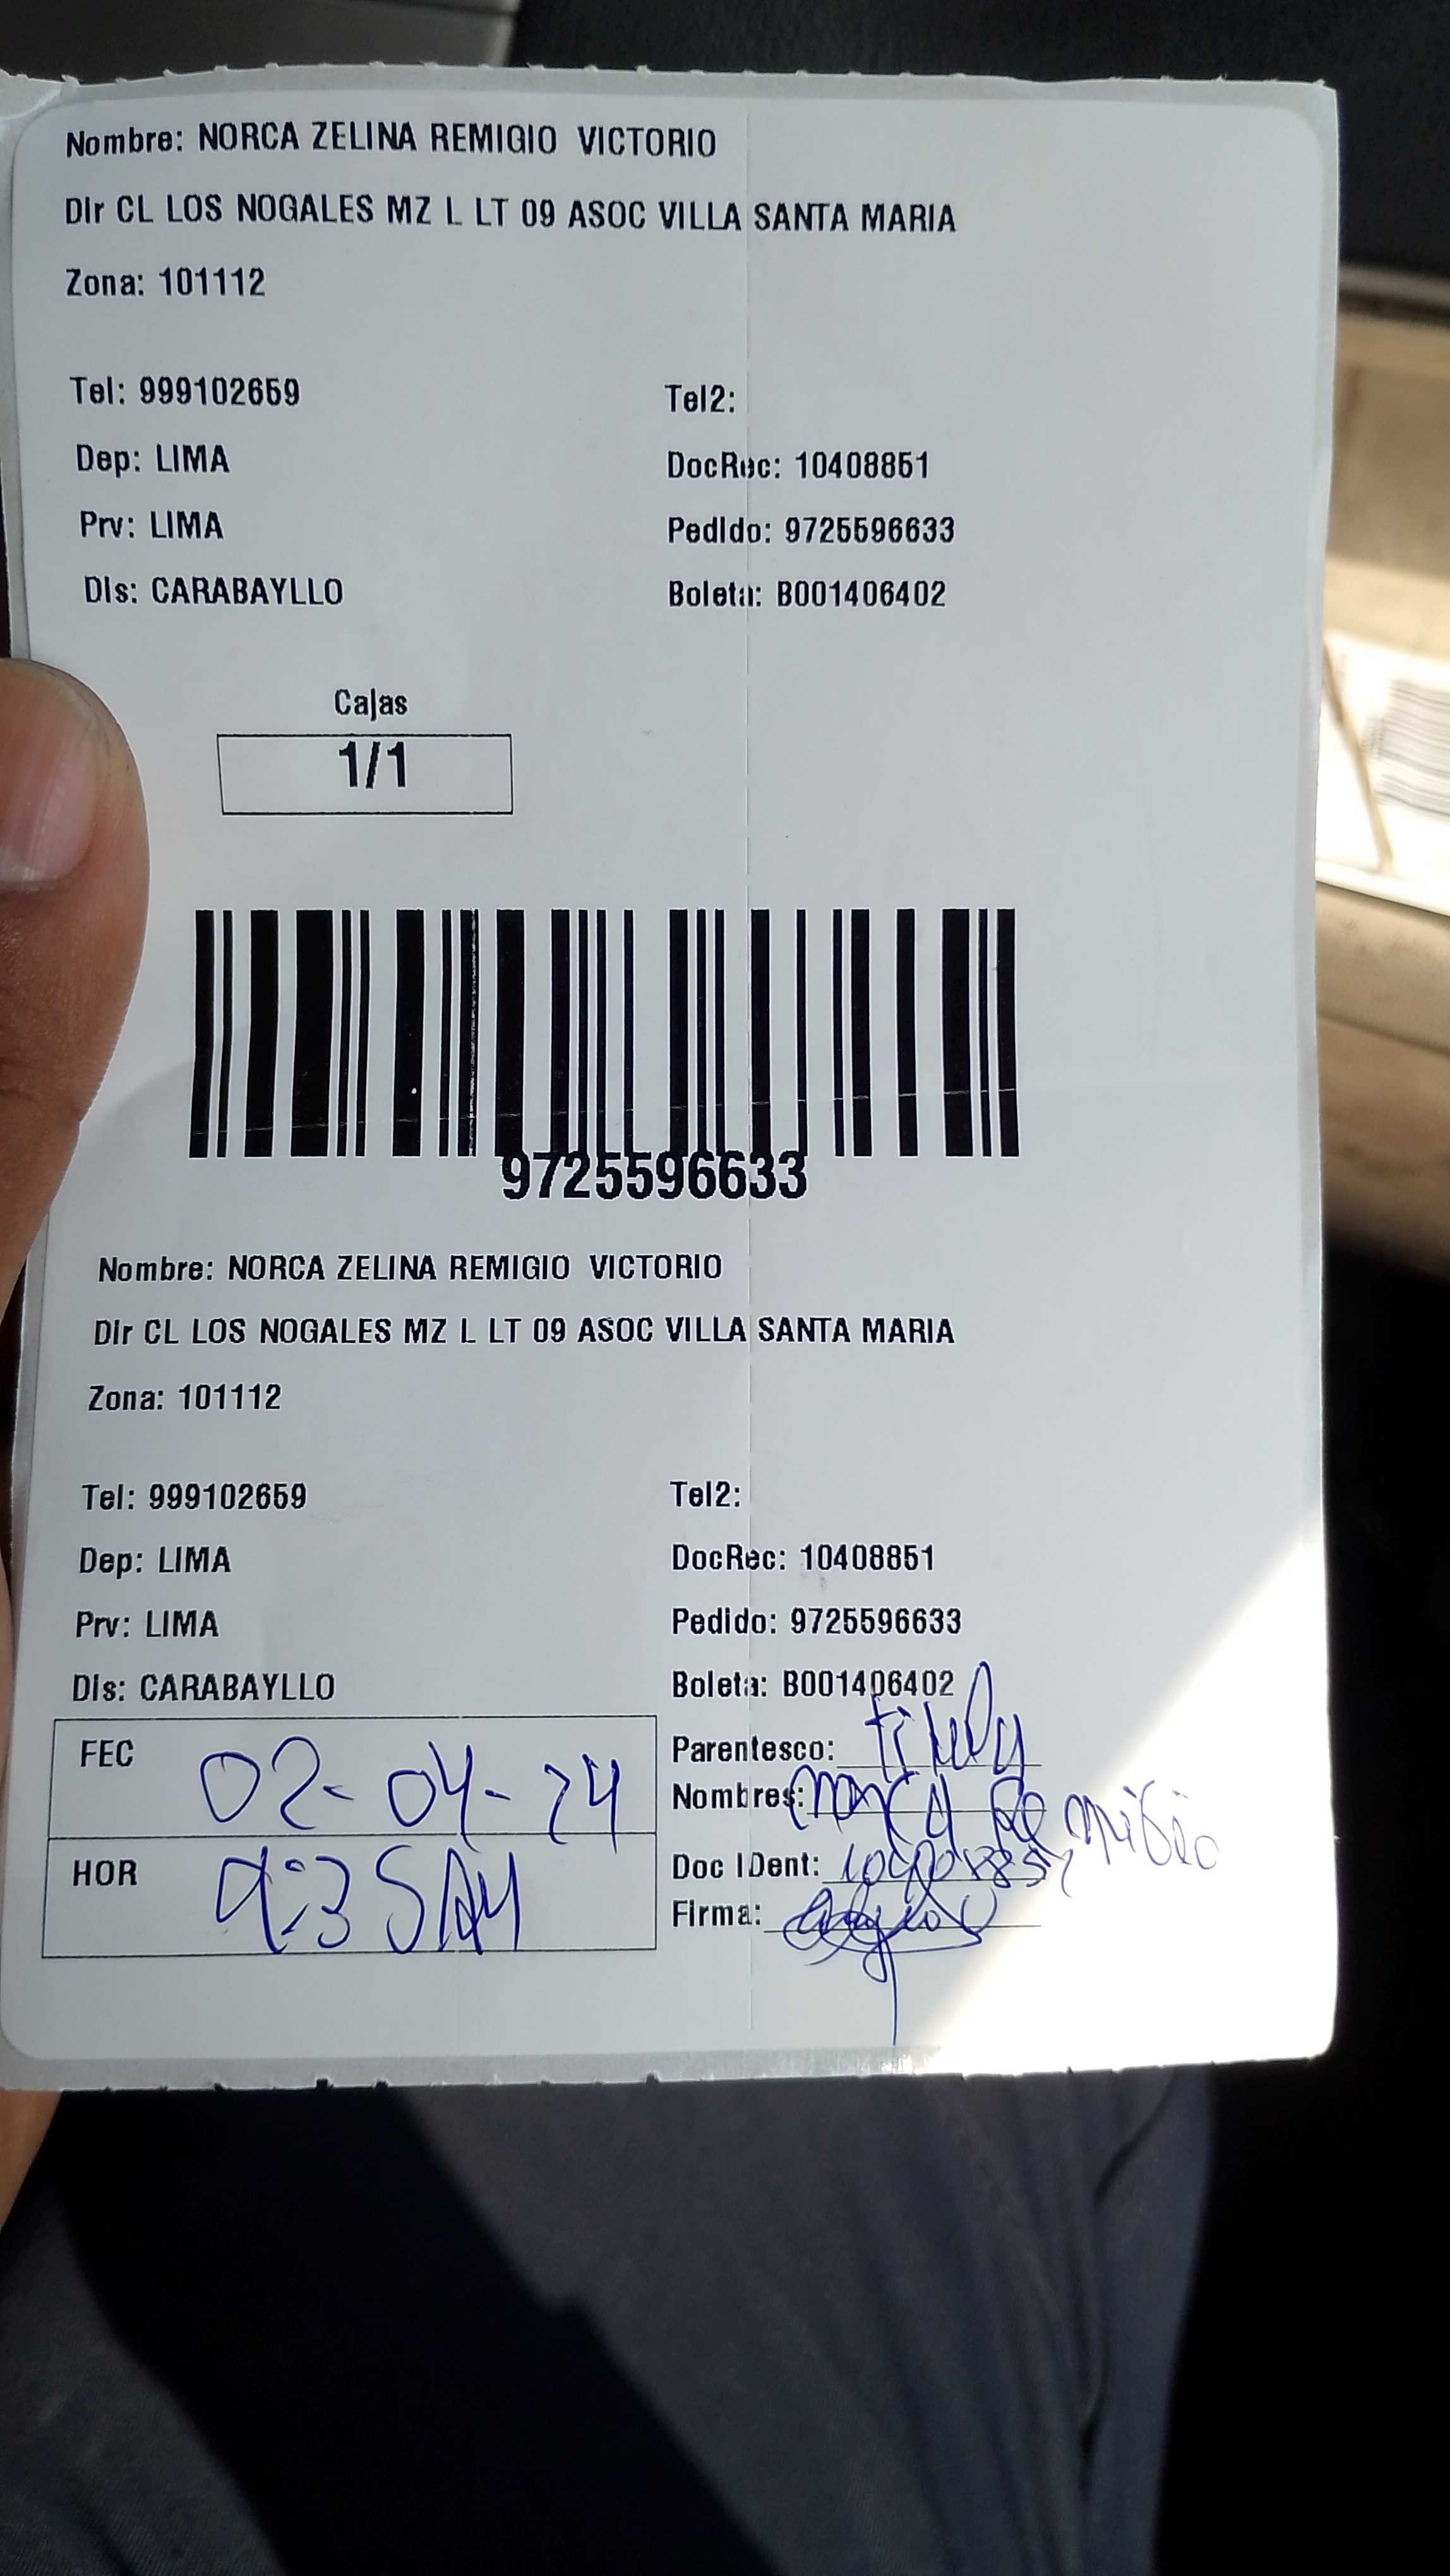 Nombre: NORCA ZELINA REMIGIO VICTORIO
Dir CL LOS NOGALES MZ L LT 09 ASOC VILLA SANTA MARIA
Zona: 101112
Tel: 999102659 Tel2:
Dep: LIMA DocRec: 10408851
Prv: LIMA Pedido: 9725596633
Dis: CARABAYLLO Boleta: B001406402
Cajas
1/1
9725596633
Nombre: NORCA ZELINA REMIGIO VICTORIO
Dir CL LOS NOGALES MZ L LT 09 ASOC VILLA SANTA MARIA
Zona: 101112
Tel: 999102659 Tel2:
Dep: LIMA DocRec: 10408851
Prv: LIMA Pedido: 9725596633
Dis: CARABAYLLO Boleta: B001406402
FEC 02-04-24 Parentesco:
Nombres: Norca Remigio
HOR 9:35AM Doc IDent:
Firma: